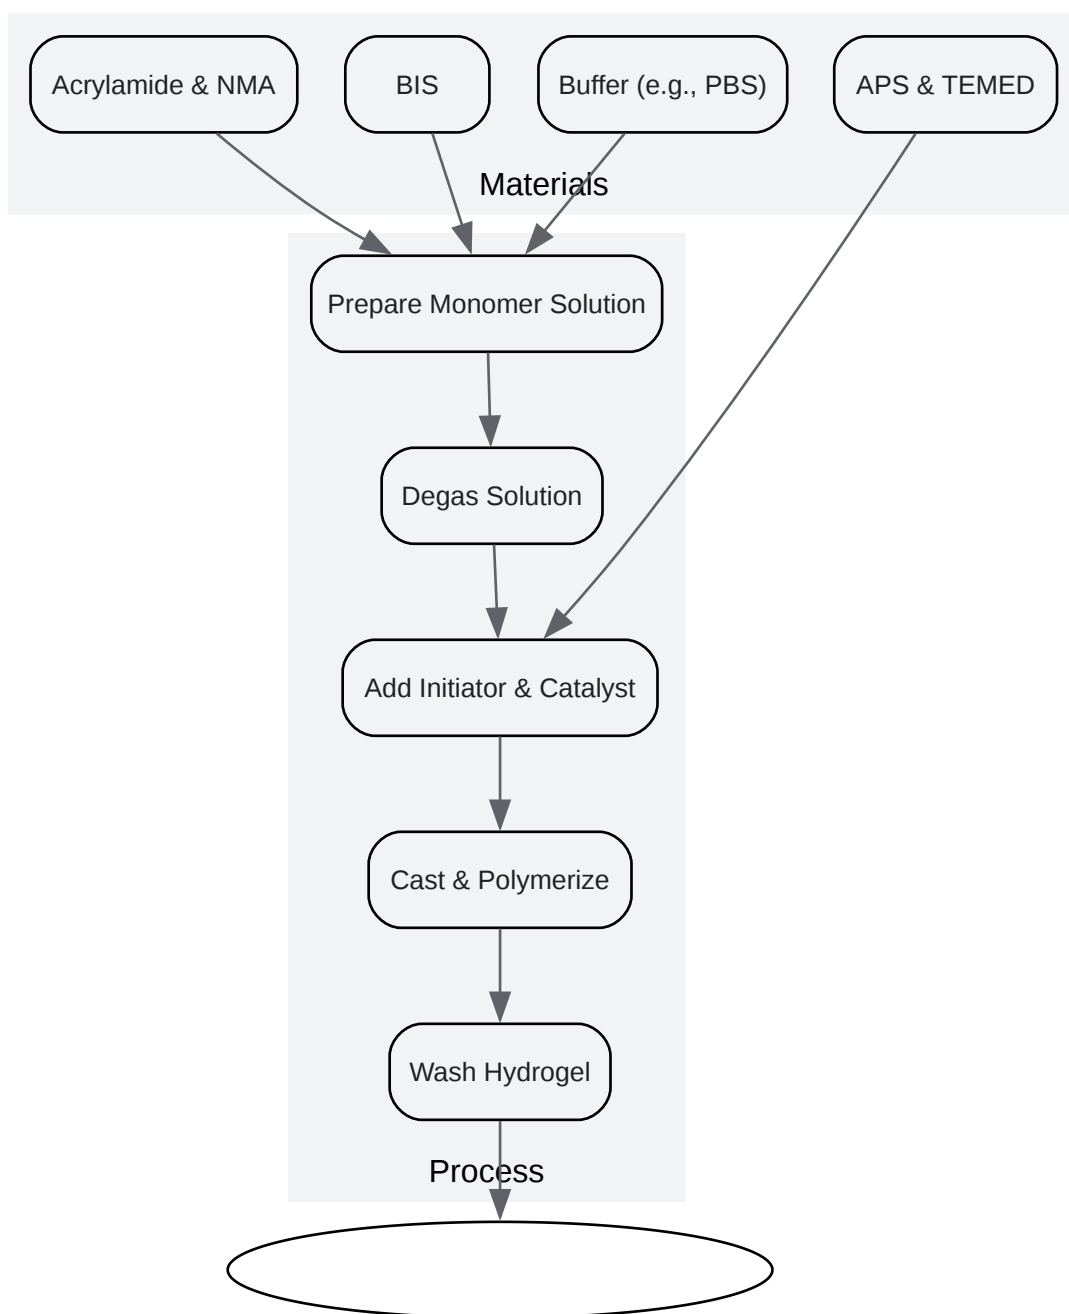 Acrylamide & NMA
BIS
Buffer (e.g., PBS)
APS & TEMED
Materials
Prepare Monomer Solution
Degas Solution
Add Initiator & Catalyst
Cast & Polymerize
Wash Hydrogel
Process